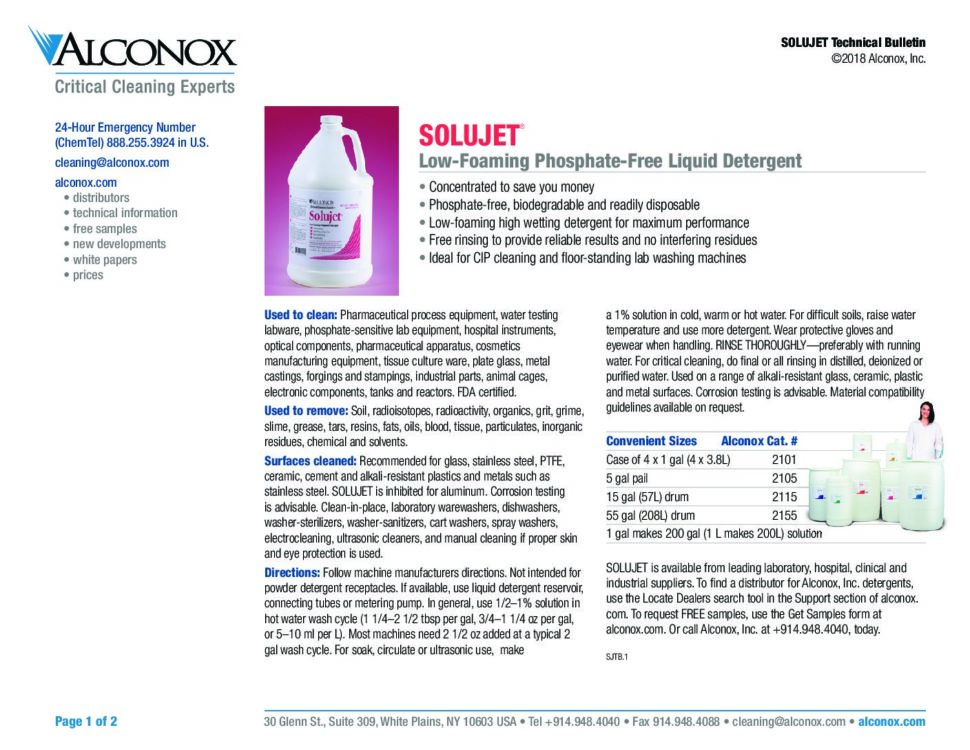 ALCONOX
Critical Cleaning Experts
SOLUJET Technical Bulletin
©2018 Alconox, Inc.
24-Hour Emergency Number
(ChemTel) 888.255.3924 in U.S.
cleaning@alconox.com
alconox.com
• distributors
• technical information
• free samples
• new developments
• white papers
• prices
ALCONOX
Solujet
SOLUJET®
Low-Foaming Phosphate-Free Liquid Detergent
• Concentrated to save you money
• Phosphate-free, biodegradable and readily disposable
• Low-foaming high wetting detergent for maximum performance
• Free rinsing to provide reliable results and no interfering residues
• Ideal for CIP cleaning and floor-standing lab washing machines
Used to clean: Pharmaceutical process equipment, water testing
labware, phosphate-sensitive lab equipment, hospital instruments,
optical components, pharmaceutical apparatus, cosmetics
manufacturing equipment, tissue culture ware, plate glass, metal
castings, forgings and stampings, industrial parts, animal cages,
electronic components, tanks and reactors. FDA certified.
Used to remove: Soil, radioisotopes, radioactivity, organics, grit, grime,
slime, grease, tars, resins, fats, oils, blood, tissue, particulates, inorganic
residues, chemical and solvents.
Surfaces cleaned: Recommended for glass, stainless steel, PTFE,
ceramic, cement and alkali-resistant plastics and metals such as
stainless steel. SOLUJET is inhibited for aluminum. Corrosion testing
is advisable. Clean-in-place, laboratory warewashers, dishwashers,
washer-sterilizers, washer-sanitizers, cart washers, spray washers,
electrocleaning, ultrasonic cleaners, and manual cleaning if proper skin
and eye protection is used.
Directions: Follow machine manufacturers directions. Not intended for
powder detergent receptacles. If available, use liquid detergent reservoir,
connecting tubes or metering pump. In general, use 1/2–1% solution in
hot water wash cycle (1 1/4–2 1/2 tbsp per gal, 3/4–1 1/4 oz per gal,
or 5–10 ml per L). Most machines need 2 1/2 oz added at a typical 2
gal wash cycle. For soak, circulate or ultrasonic use, make
a 1% solution in cold, warm or hot water. For difficult soils, raise water
temperature and use more detergent. Wear protective gloves and
eyewear when handling. RINSE THOROUGHLY—preferably with running
water. For critical cleaning, do final or all rinsing in distilled, deionized or
purified water. Used on a range of alkali-resistant glass, ceramic, plastic
and metal surfaces. Corrosion testing is advisable. Material compatibility
guidelines available on request.
Convenient Sizes Alconox Cat. #
Case of 4 x 1 gal (4 x 3.8L) 2101
5 gal pail 2105
15 gal (57L) drum 2115
55 gal (208L) drum 2155
1 gal makes 200 gal (1 L makes 200L) solution
SOLUJET is available from leading laboratory, hospital, clinical and
industrial suppliers. To find a distributor for Alconox, Inc. detergents,
use the Locate Dealers search tool in the Support section of alconox.
com. To request FREE samples, use the Get Samples form at
alconox.com. Or call Alconox, Inc. at +914.948.4040, today.
SJTB.1
Page 1 of 2
30 Glenn St., Suite 309, White Plains, NY 10603 USA • Tel +914.948.4040 • Fax 914.948.4088 • cleaning@alconox.com • alconox.com